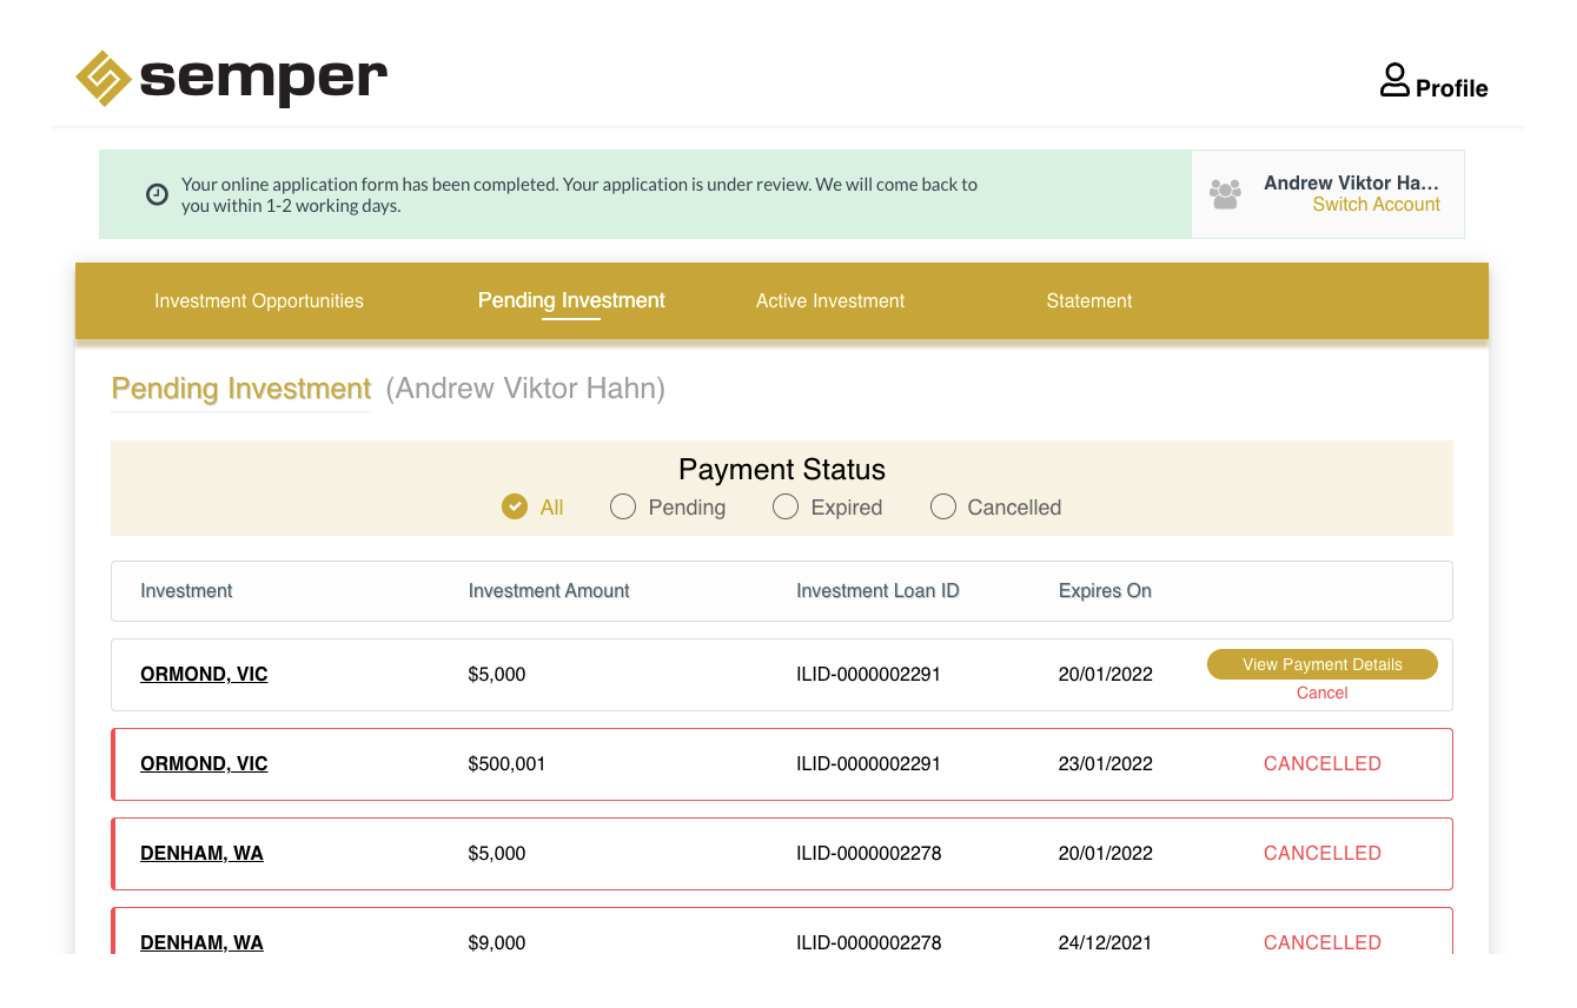 semper
Profile
Your online application form has been completed. Your application is under review. We will come back to
you within 1-2 working days.
Andrew Viktor Ha...
Switch Account
Investment Opportunities
Pending Investment
Active Investment
Statement
Pending Investment (Andrew Viktor Hahn)
Payment Status
All Pending Expired Cancelled
Investment Investment Amount Investment Loan ID Expires On
ORMOND, VIC $5,000 ILID-0000002291 20/01/2022 View Payment Details
Cancel
ORMOND, VIC $500,001 ILID-0000002291 23/01/2022 CANCELLED
DENHAM, WA $5,000 ILID-0000002278 20/01/2022 CANCELLED
DENHAM, WA $9,000 ILID-0000002278 24/12/2021 CANCELLED